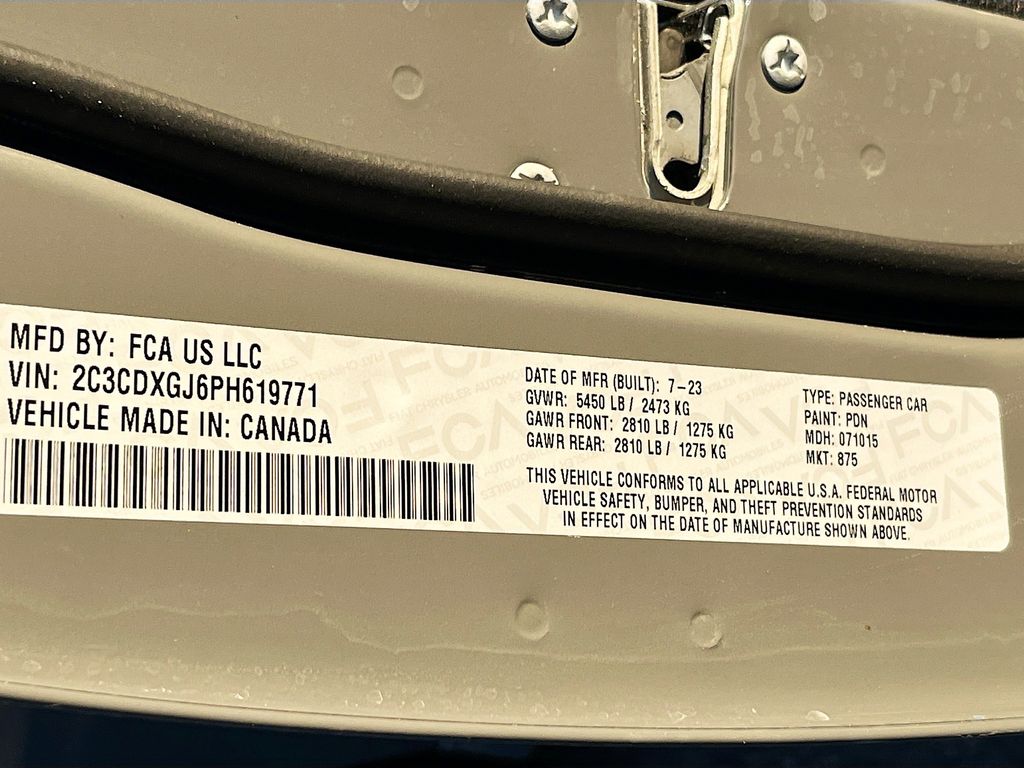 MFD BY: FCA US LLC
VIN: 2C3CDXGJ6PH619771
VEHICLE MADE IN: CANADA
DATE OF MFR (BUILT): 7-23
GVWR: 5450 LB / 2473 KG
GAWR FRONT: 2810 LB / 1275 KG
GAWR REAR: 2810 LB / 1275 KG
TYPE: PASSENGER CAR
PAINT: PDN
MDH: 071015
MKT: 875
THIS VEHICLE CONFORMS TO ALL APPLICABLE U.S.A. FEDERAL MOTOR
VEHICLE SAFETY, BUMPER, AND THEFT PREVENTION STANDARDS
IN EFFECT ON THE DATE OF MANUFACTURE SHOWN ABOVE.